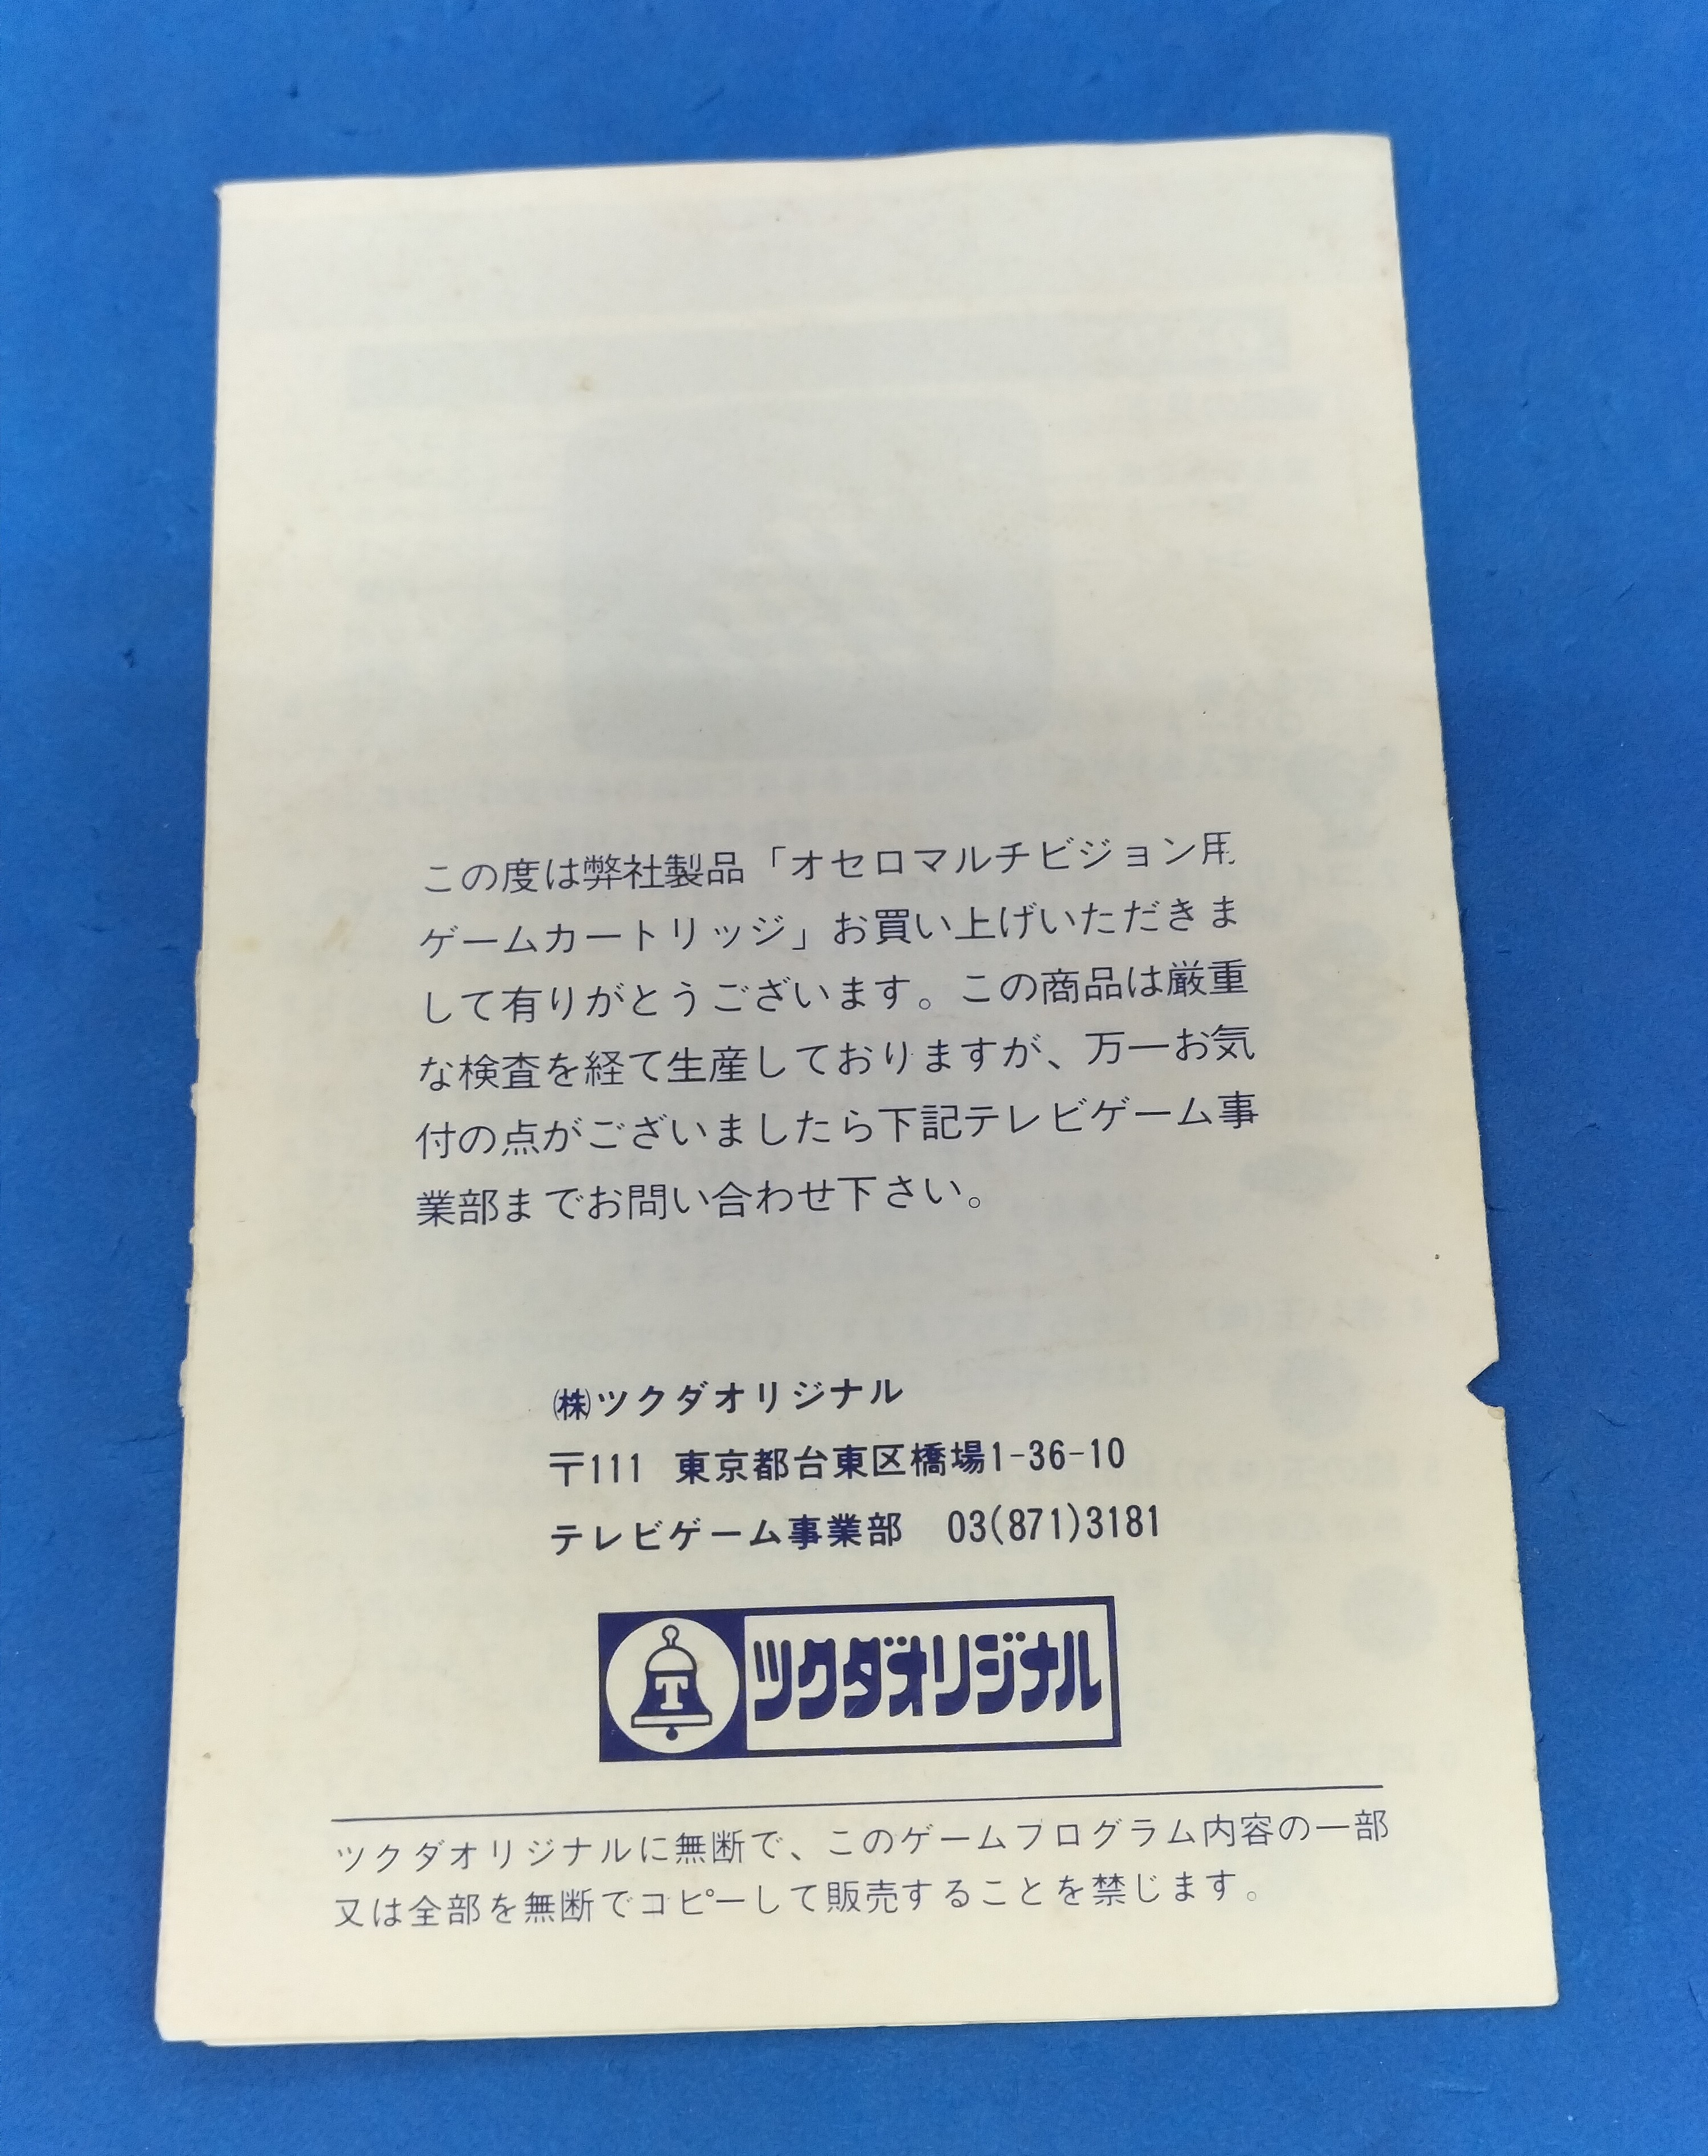 この度は弊社製品「オセロマルチビジョン用
ゲームカートリッジ」お買い上げいただきま
して有りがとうございます。この商品は厳重
な検査を経て生産しておりますが、万一お気
付の点がございましたら下記テレビゲーム事
業部までお問い合わせ下さい。
㈱ツクダオリジナル
〒111 東京都台東区橋場1-36-10
テレビゲーム事業部 03(871)3181
T ツクダオリジナル
ツクダオリジナルに無断で、このゲームプログラム内容の一部
又は全部を無断でコピーして販売することを禁じます。